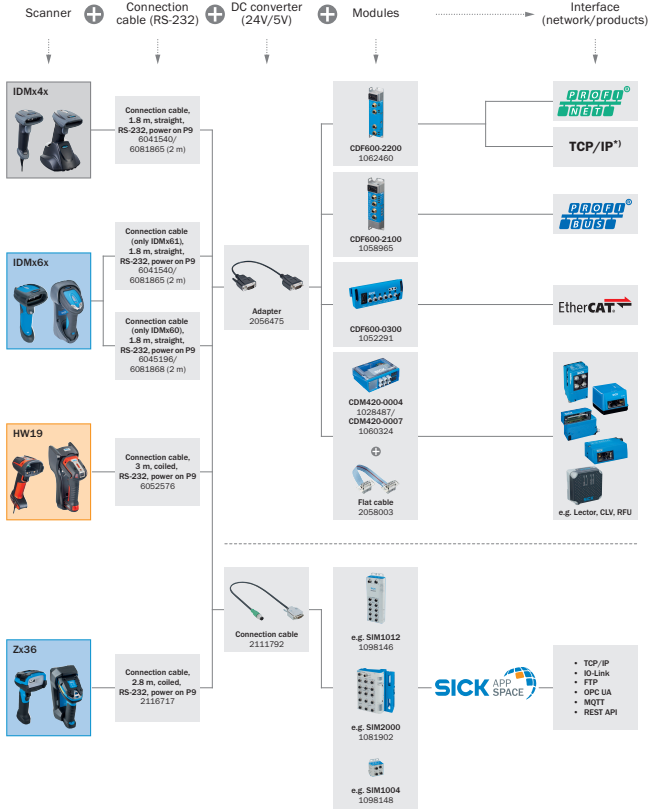 Scanner
Connection
cable (RS-232)
DC converter
(24V/5V)
Modules
Interface
(network/products)
IDMx4x
Connection cable,
1.8 m, straight,
RS-232, power on P9
6041540/
6081865 (2 m)
CDF600-2200
1062460
PROFI
NET
TCP/IP*)
IDMx6x
Connection cable
(only IDMx61),
1.8 m, straight,
RS-232, power on P9
6041540/
6081865 (2 m)
Connection cable
(only IDMx60),
1.8 m, straight,
RS-232, power on P9
6045196/
6081868 (2 m)
Adapter
2056475
CDF600-2100
1058965
PROFI
BUS
CDF600-0300
1052291
EtherCAT
HW19
Connection cable,
3 m, coiled,
RS-232, power on P9
6052576
CDM420-0004
1028487/
CDM420-0007
1060324
Flat cable
2058003
e.g. Lector, CLV, RFU
Connection cable
2111792
e.g. SIM1012
1098146
Zx36
Connection cable,
2.8 m, coiled,
RS-232, power on P9
2116717
e.g. SIM2000
1081902
e.g. SIM1004
1098148
SICK APP
SPACE
• TCP/IP
• IO-Link
• FTP
• OPC UA
• MQTT
• REST API